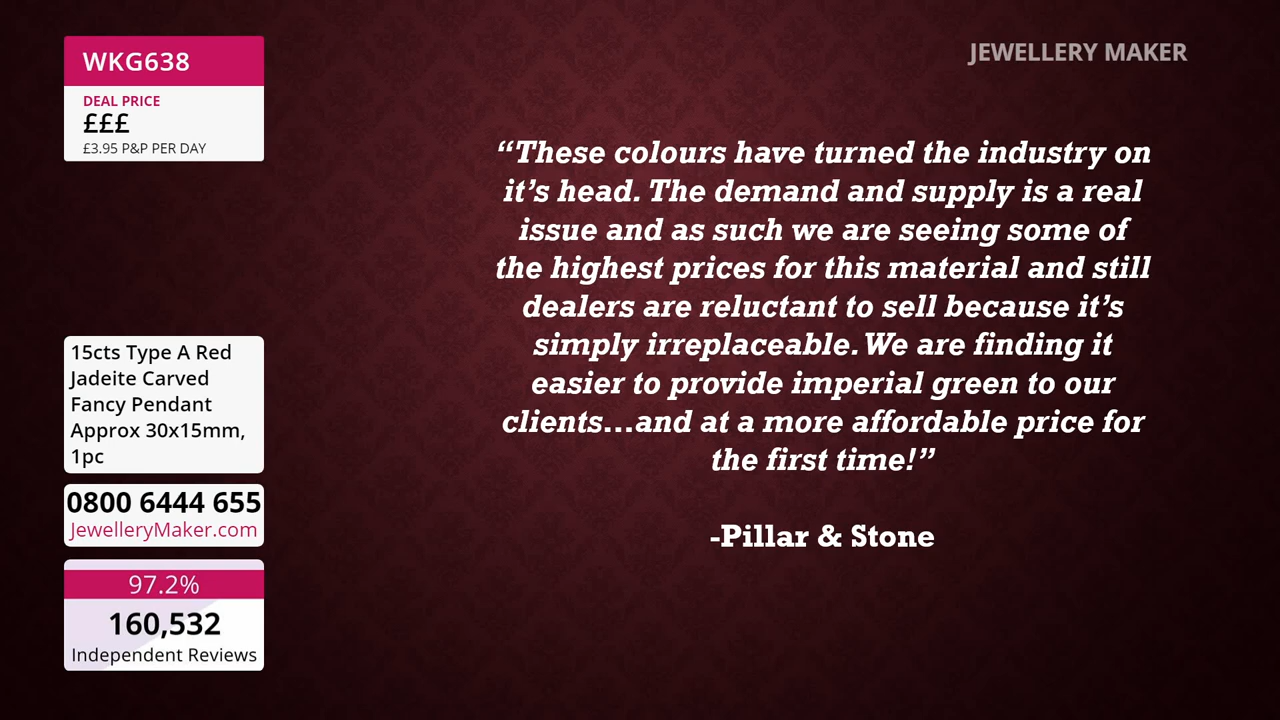 WKG638
DEAL PRICE
£££
£3.95 P&P PER DAY
JEWELLERY MAKER
“These colours have turned the industry on
it’s head. The demand and supply is a real
issue and as such we are seeing some of
the highest prices for this material and still
dealers are reluctant to sell because it’s
simply irreplaceable. We are finding it
easier to provide imperial green to our
clients...and at a more affordable price for
the first time!”
-Pillar & Stone
15cts Type A Red
Jadeite Carved
Fancy Pendant
Approx 30x15mm,
1pc
0800 6444 655
JewelleryMaker.com
97.2%
160,532
Independent Reviews